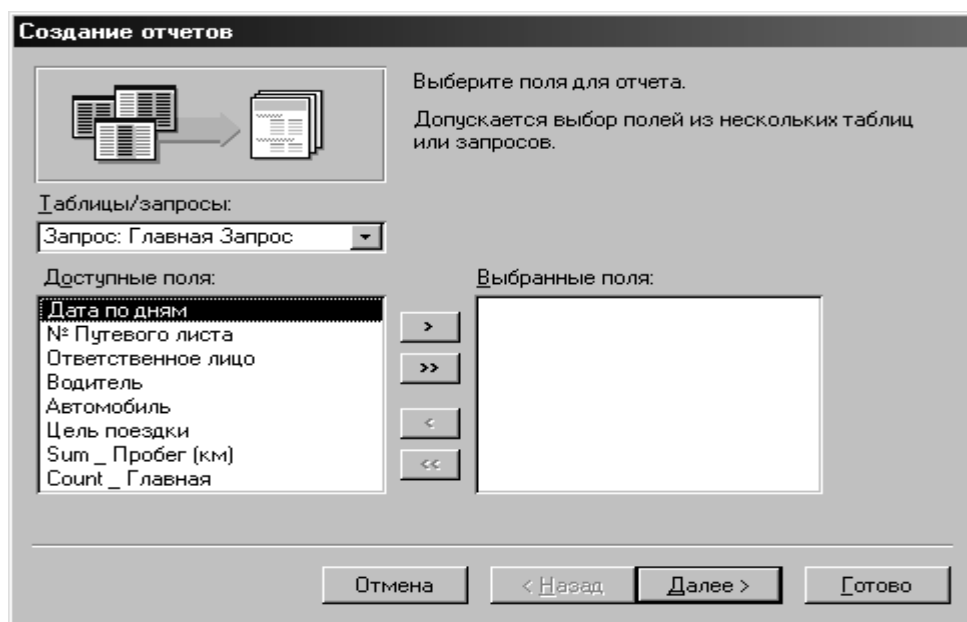 Создание отчетов
Выберите поля для отчета.
Допускается выбор полей из нескольких таблиц
или запросов.
Таблицы/запросы:
Запрос: Главная Запрос
Доступные поля:
Дата по дням
№ Путевого листа
Ответственное лицо
Водитель
Автомобиль
Цель поездки
Sum _ Пробег (км)
Count _ Главная
>
>>
<
<<
Выбранные поля:
Отмена
< Назад
Далее >
Готово